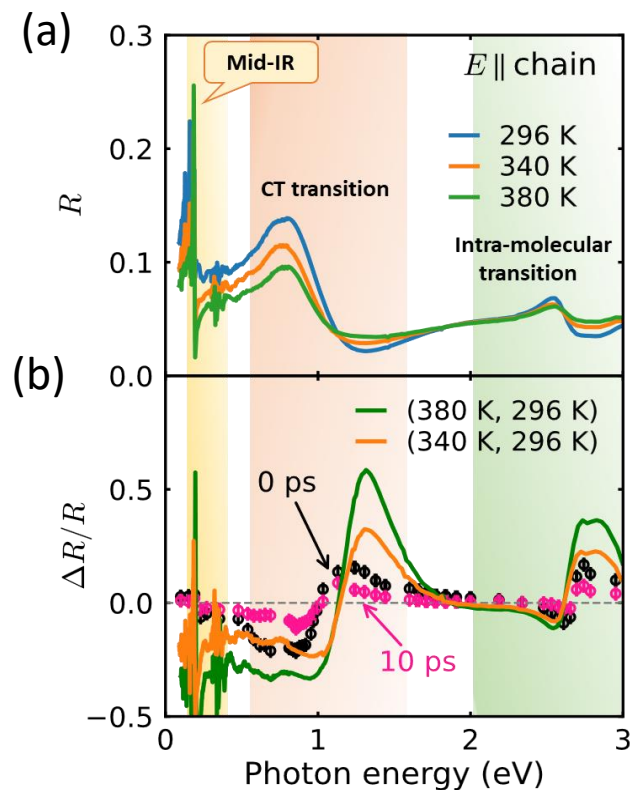 (a)
0.3
0.2
0.1
0.0
R
Mid-IR
E || chain
296 K
340 K
380 K
CT transition
Intra-molecular
transition
(b)
0.5
0.0
−0.5
ΔR/R
(380 K, 296 K)
(340 K, 296 K)
0 ps
10 ps
0 1 2 3
Photon energy (eV)